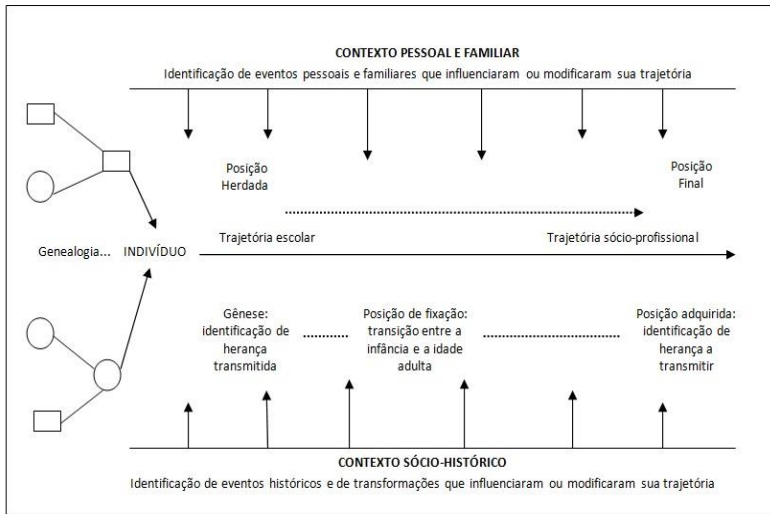 CONTEXTO PESSOAL E FAMILIAR
Identificação de eventos pessoais e familiares que influenciaram ou modificaram sua trajetória
Posição
Herdada
Posição
Final
Trajetória escolar
Trajetória sócio-profissional
Genealogia... INDIVÍDUO
Gênese:
identificação de
herança
transmitida
Posição de fixação:
transição entre a
infância e a idade
adulta
Posição adquirida:
identificação de
herança a
transmitir
CONTEXTO SÓCIO-HISTÓRICO
Identificação de eventos históricos e de transformações que influenciaram ou modificaram sua trajetória